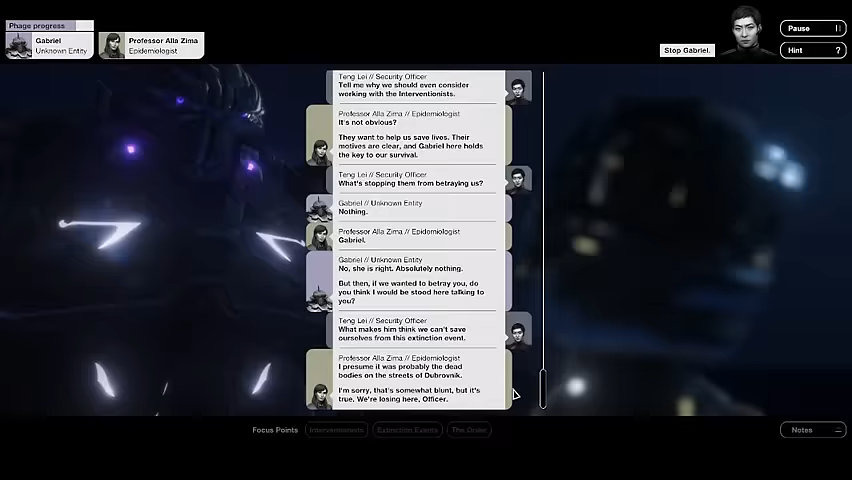 Phage progress
Gabriel
Unknown Entity
Professor Alla Zima
Epidemiologist
Stop Gabriel.
Pause
Hint ?
Teng Lei // Security Officer
Tell me why we should even consider
working with the Interventionists.
Professor Alla Zima // Epidemiologist
It's not obvious?
They want to help us save lives. Their
motives are clear, and Gabriel here holds
the key to our survival.
Teng Lei // Security Officer
What's stopping them from betraying us?
Gabriel // Unknown Entity
Nothing.
Professor Alla Zima // Epidemiologist
Gabriel.
Gabriel // Unknown Entity
No, she is right. Absolutely nothing.
But then, if we wanted to betray you, do
you think I would be stood here talking to
you?
Teng Lei // Security Officer
What makes him think we can't save
ourselves from this extinction event.
Professor Alla Zima // Epidemiologist
I presume it was probably the dead
bodies on the streets of Dubrovnik.
I'm sorry, that's somewhat blunt, but it's
true. We're losing here, Officer.
Focus Points
Interventionists
Extinction Events
The Order
Notes